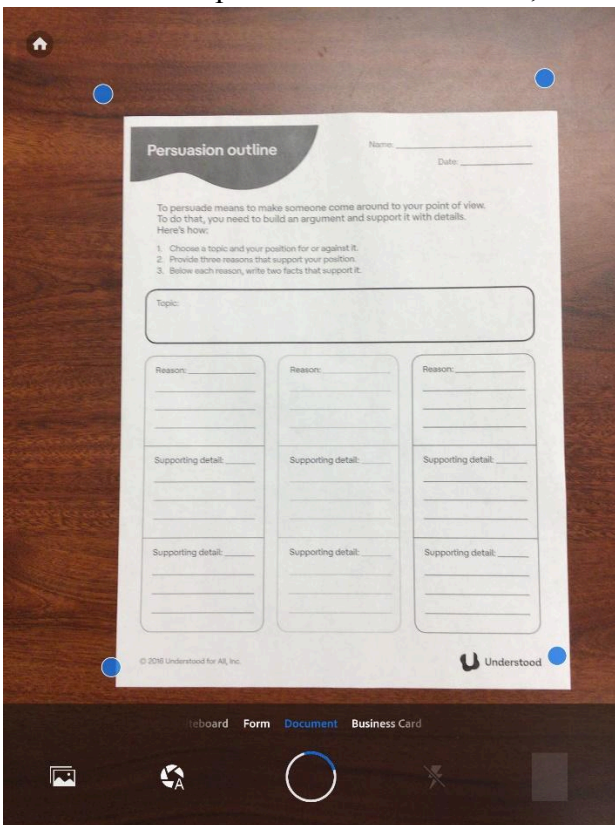 Persuasion outline
Name:
Date:
To persuade means to make someone come around to your point of view.
To do that, you need to build an argument and support it with details.
Here's how:
1. Choose a topic and your position for or against it.
2. Provide three reasons that support your position.
3. Below each reason, write two facts that support it.
Topic:
Reason: Reason: Reason:
Supporting detail: Supporting detail: Supporting detail:
Supporting detail: Supporting detail: Supporting detail:
© 2016 Understood for All, Inc. Understood
teboard Form Document Business Card
A